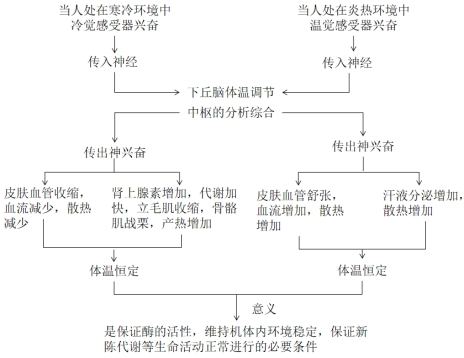 当人处在寒冷环境中
冷觉感受器兴奋
当人处在炎热环境中
温觉感受器兴奋
传入神经
传入神经
下丘脑体温调节
中枢的分析综合
传出神兴奋
传出神兴奋
皮肤血管收缩,
血流减少,散热
减少
肾上腺素增加,代谢加
快,立毛肌收缩,骨骼
肌战栗,产热增加
皮肤血管舒张,
血流增加,散热
增加
汗液分泌增加,
散热增加
体温恒定
体温恒定
意义
是保证酶的活性,维持机体内环境稳定,保证新
陈代谢等生命活动正常进行的必要条件